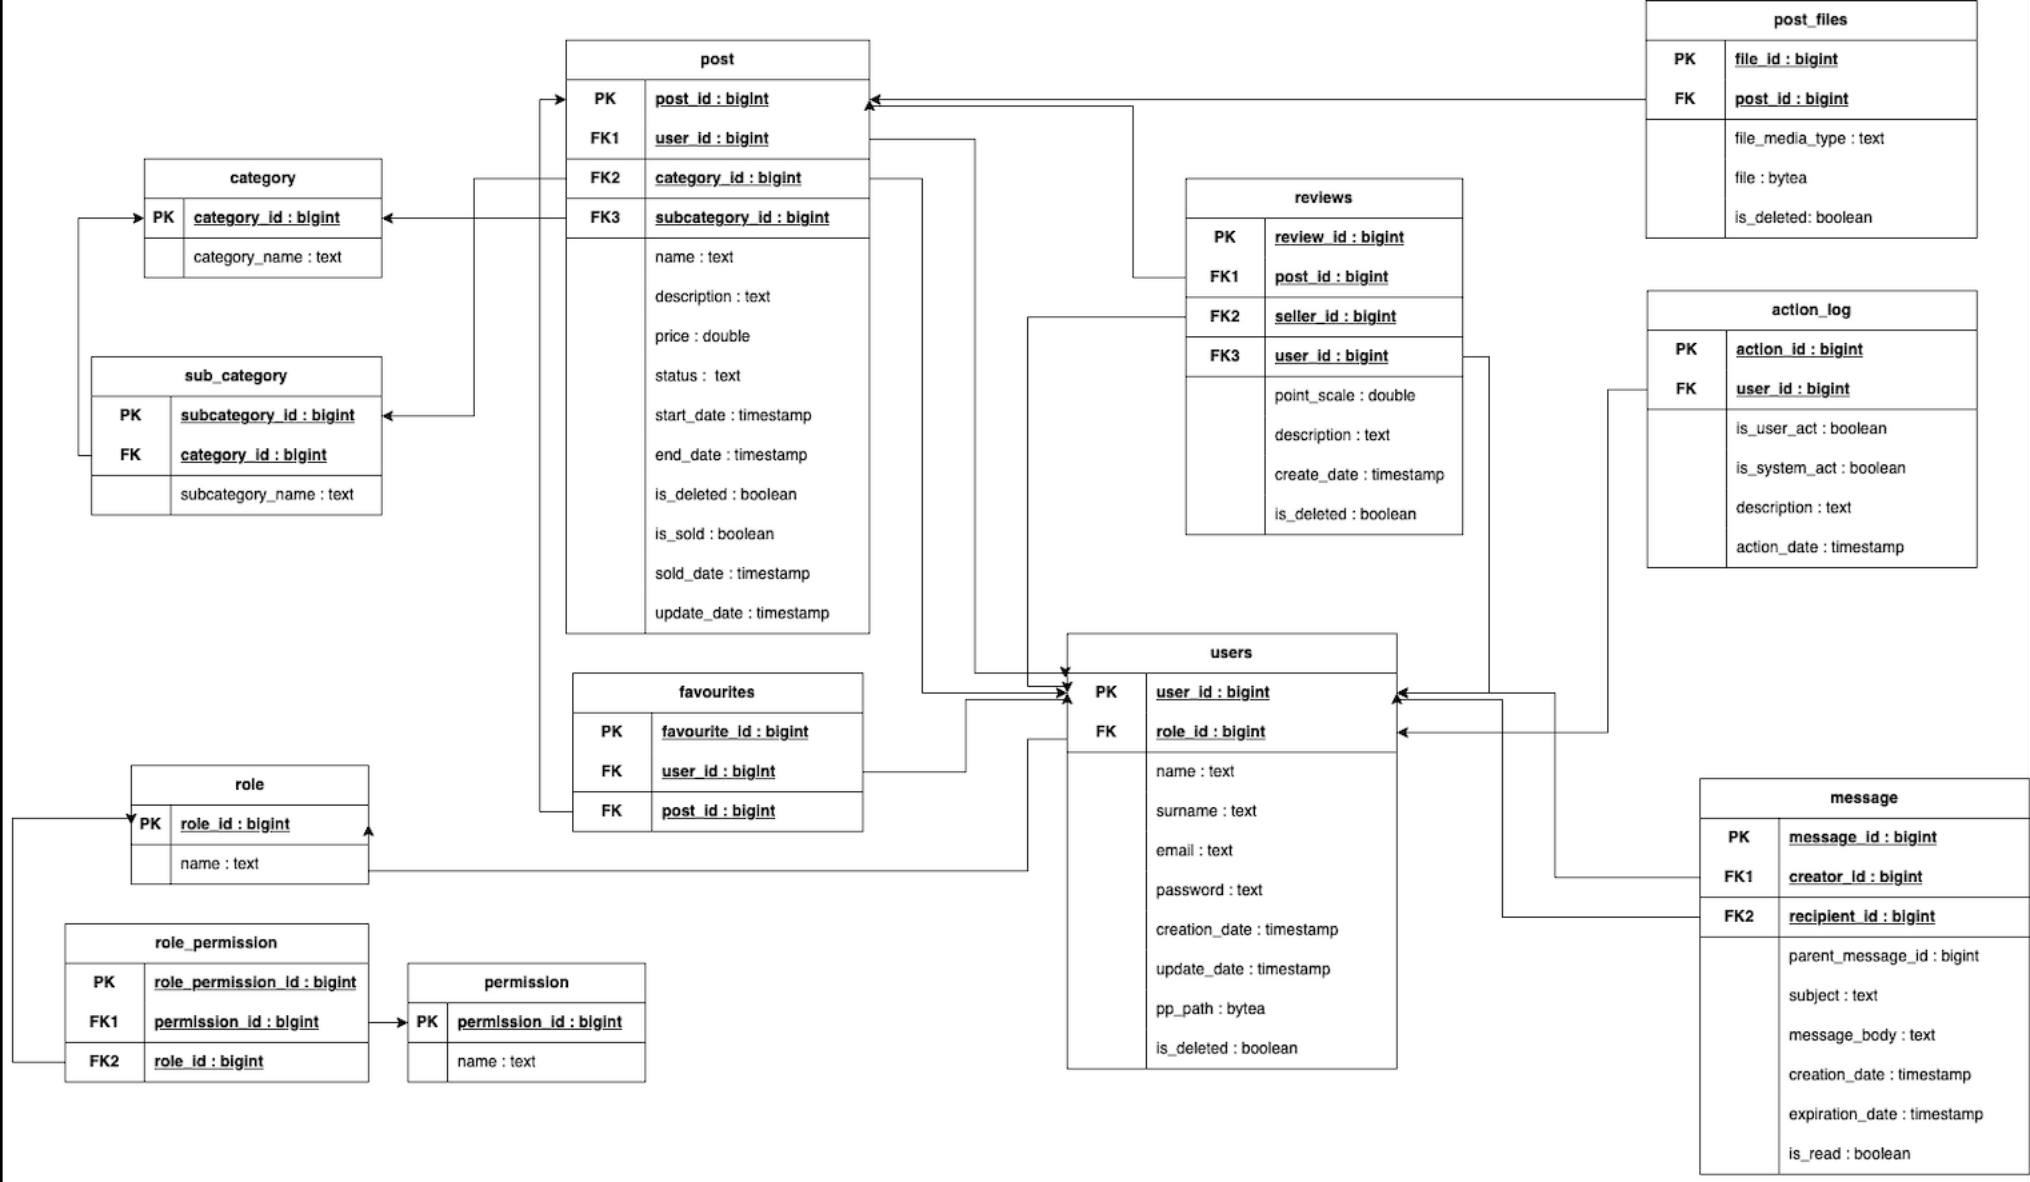 post
PK post_id : bigint
FK1 user_id : bigint
FK2 category_id : bigint
FK3 subcategory_id : bigint
name : text
description : text
price : double
status : text
start_date : timestamp
end_date : timestamp
is_deleted : boolean
is_sold : boolean
sold_date : timestamp
update_date : timestamp
post_files
PK file_id : bigint
FK post_id : bigint
file_media_type : text
file : bytea
is_deleted: boolean
category
PK category_id : bigint
category_name : text
reviews
PK review_id : bigint
FK1 post_id : bigint
FK2 seller_id : bigint
FK3 user_id : bigint
point_scale : double
description : text
create_date : timestamp
is_deleted : boolean
action_log
PK action_id : bigint
FK user_id : bigint
is_user_act : boolean
is_system_act : boolean
description : text
action_date : timestamp
sub_category
PK subcategory_id : bigint
FK category_id : bigint
subcategory_name : text
favourites
PK favourite_id : bigint
FK user_id : bigint
FK post_id : bigint
users
PK user_id : bigint
FK role_id : bigint
name : text
surname : text
email : text
password : text
creation_date : timestamp
update_date : timestamp
pp_path : bytea
is_deleted : boolean
role
PK role_id : bigint
name : text
message
PK message_id : bigint
FK1 creator_id : bigint
FK2 recipient_id : bigint
parent_message_id : bigint
subject : text
message_body : text
creation_date : timestamp
expiration_date : timestamp
is_read : boolean
role_permission
PK role_permission_id : bigint
FK1 permission_id : bigint
FK2 role_id : bigint
permission
PK permission_id : bigint
name : text